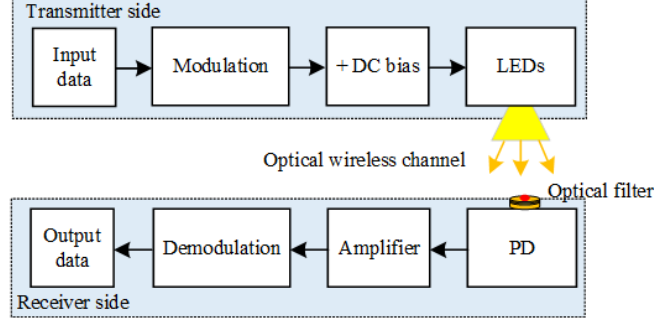 Transmitter side
Input
data
Modulation
+DC bias
LEDs
Optical wireless channel
Optical filter
Output
data
Demodulation
Amplifier
PD
Receiver side